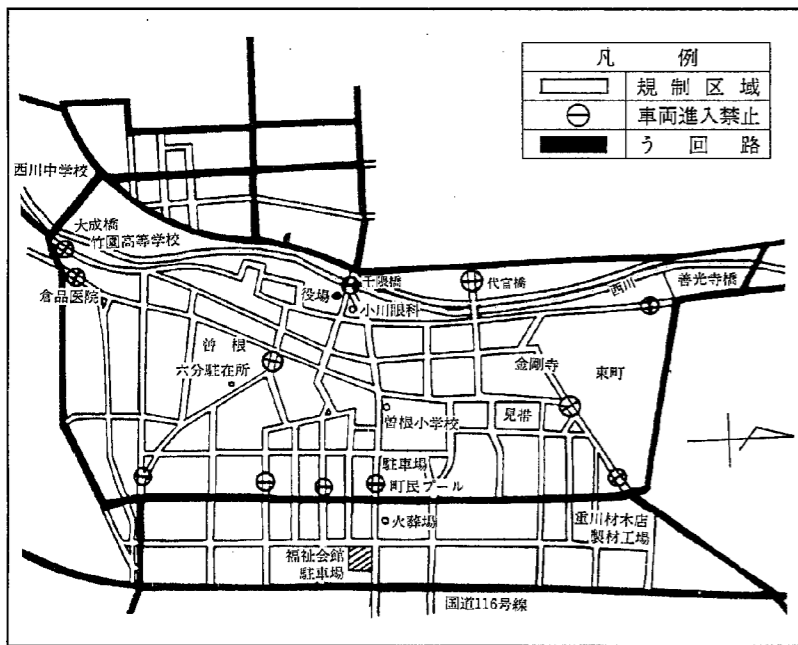 凡例
規制区域
車両進入禁止
う回路
西川中学校
大成橋
竹園高等学校
倉品医院
役場
小川眼科
代官橋
西川
善光寺橋
曽根
六分駐在所
金剛寺
東町
曽根小学校
見帯
駐車場
町民プール
火葬場
重川材木店
製材工場
福祉会館
駐車場
国道116号線